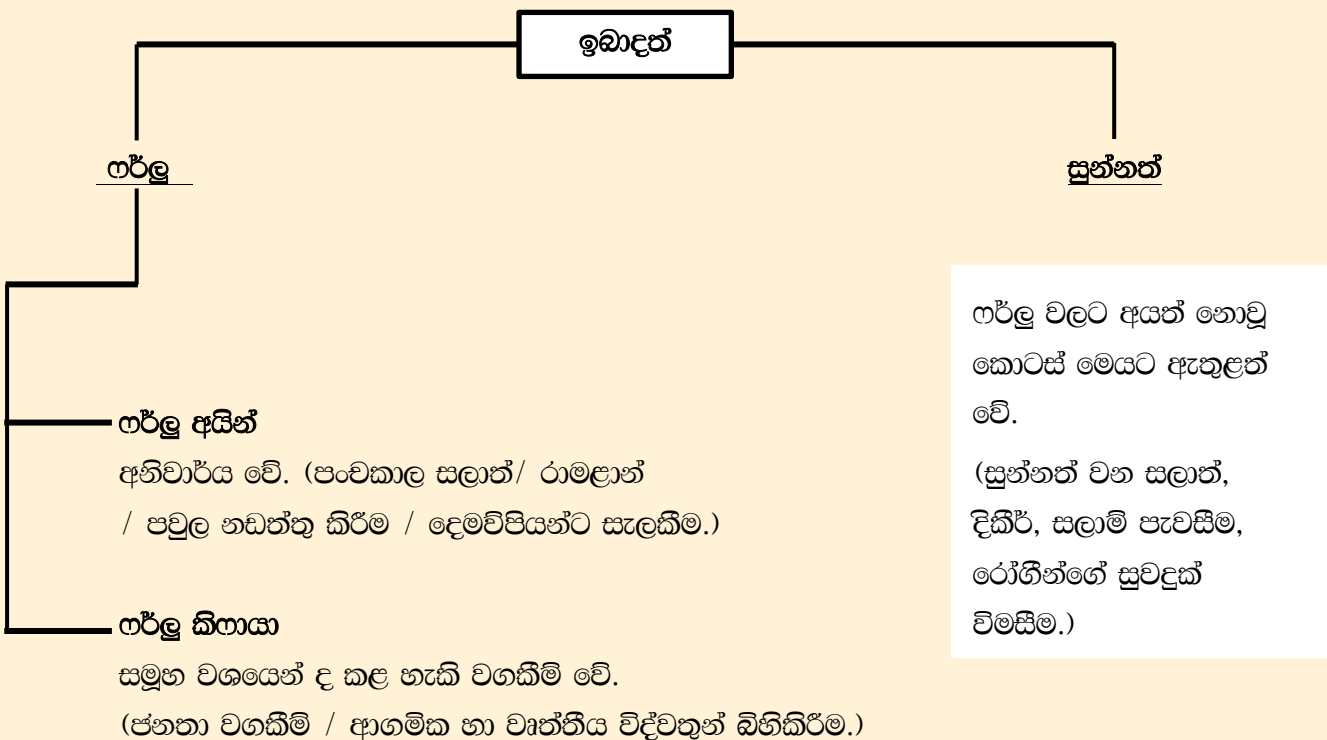 ඉබාදත්
ෆර්ලු
සුන්නත්
ෆර්ලු අයින්
අනිවාර්ය වේ. (පංචකාල සලාත්/ රාමළාන්
/ පවුල නඩත්තු කිරීම / දෙමව්පියන්ට සැලකීම.)
ෆර්ලු කිෆායා
සමූහ වශයෙන් ද කළ හැකි වගකීම් වේ.
(ජනතා වගකීම් / ආගමික හා වෘත්තීය විද්වතුන් බිහිකිරීම.)
ෆර්ලු වලට අයත් නොවූ
කොටස් මෙයට ඇතුළත්
වේ.
(සුන්නත් වන සලාත්,
දිකීර්, සලාම් පැවසීම,
රෝගීන්ගේ සුවදුක්
විමසීම.)